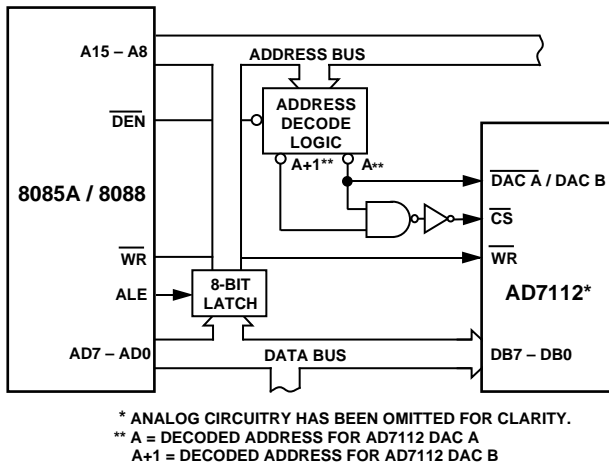 A15 – A8
ADDRESS BUS
DEN
ADDRESS
DECODE
LOGIC
A+1**
A**
8085A / 8088
DAC A / DAC B
CS
WR
WR
ALE
8-BIT
LATCH
AD7112*
AD7 – AD0
DATA BUS
DB7 – DB0
* ANALOG CIRCUITRY HAS BEEN OMITTED FOR CLARITY.
** A = DECODED ADDRESS FOR AD7112 DAC A
A+1 = DECODED ADDRESS FOR AD7112 DAC B